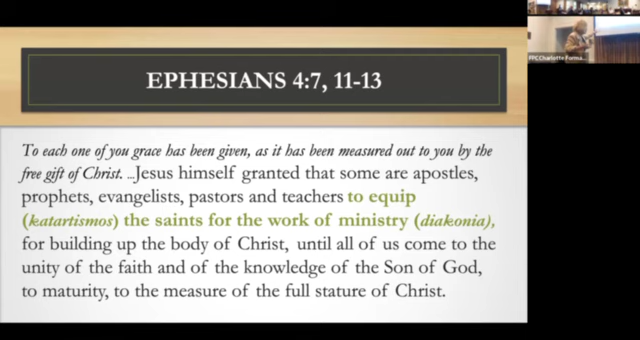 EPHESIANS 4:7, 11-13
To each one of you grace has been given, as it has been measured out to you by the
free gift of Christ. ...Jesus himself granted that some are apostles,
prophets, evangelists, pastors and teachers to equip
(katartismos) the saints for the work of ministry (diakonia),
for building up the body of Christ, until all of us come to the
unity of the faith and of the knowledge of the Son of God,
to maturity, to the measure of the full stature of Christ.
FPC Charlotte Forma...